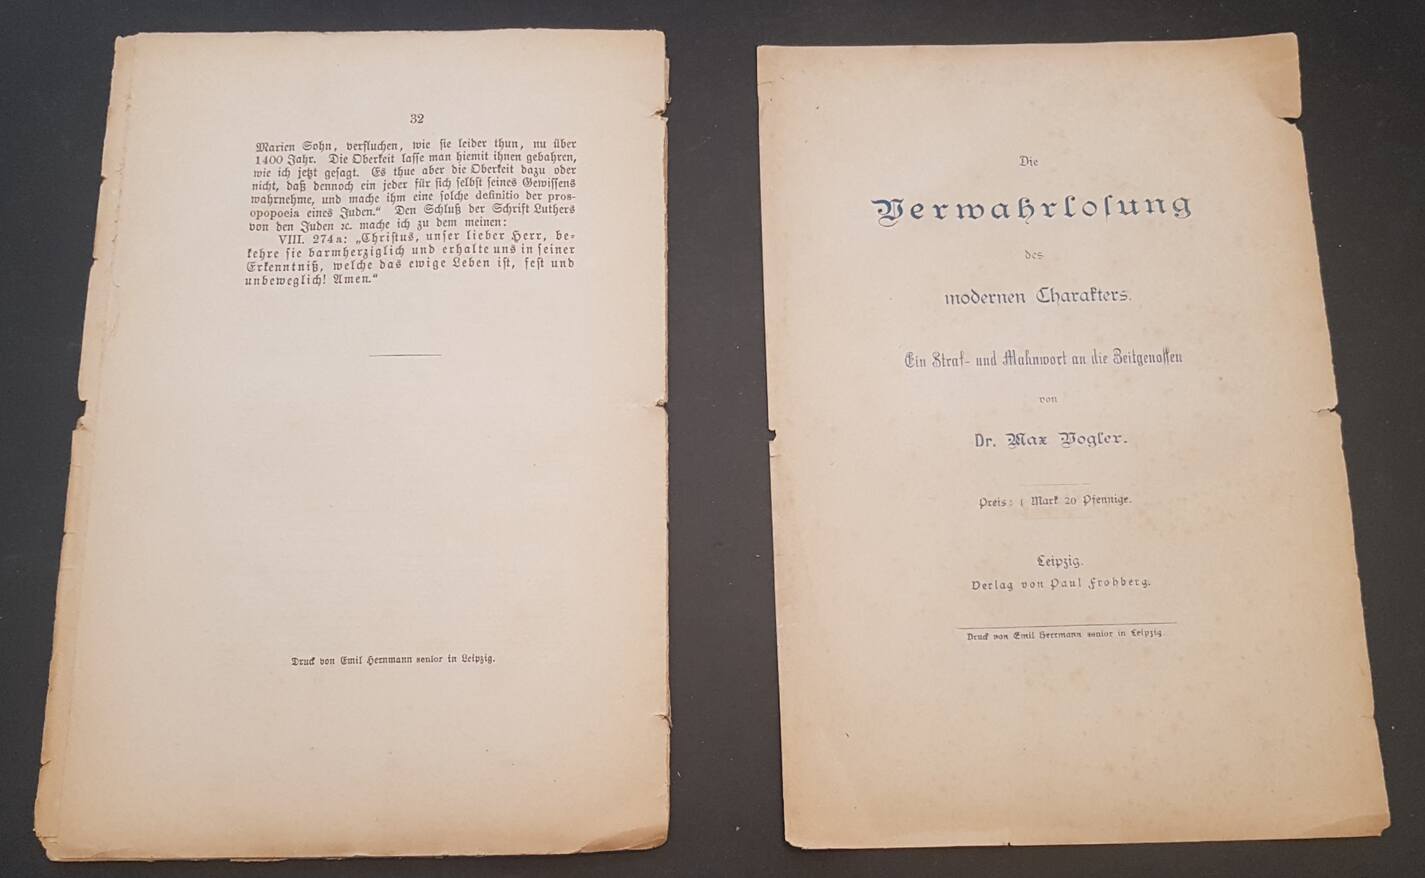 32
Marien Sohn, verfluchen, wie sie leider thun, nu über
1400 Jahr. Die Oberkeit lasse man hiemit ihnen gebahren,
wie ich jetzt gesagt. Es thue aber die Oberkeit dazu oder
nicht, daß dennoch ein jeder für sich selbst seines Gewissens
wahrnehme, und mache ihm eine solche definitio der pros-
opopoeia eines Juden.“ Den Schluß der Schrift Luthers
von den Juden ꝛc. mache ich zu dem meinen:
VIII. 274a: „Christus, unser lieber Herr, be-
kehre sie barmherziglich und erhalte uns in seiner
Erkenntniß, welche das ewige Leben ist, fest und
unbeweglich! Amen.“
Druck von Emil Herrmann senior in Leipzig.
Die
Verwahrlosung
des
modernen Charakters.
Ein Straf- und Mahnwort an die Zeitgenossen
von
Dr. Max Vogler.
Preis: 1 Mark 20 Pfennige.
Leipzig.
Verlag von Paul Frohberg.
Druck von Emil Herrmann senior in Leipzig.